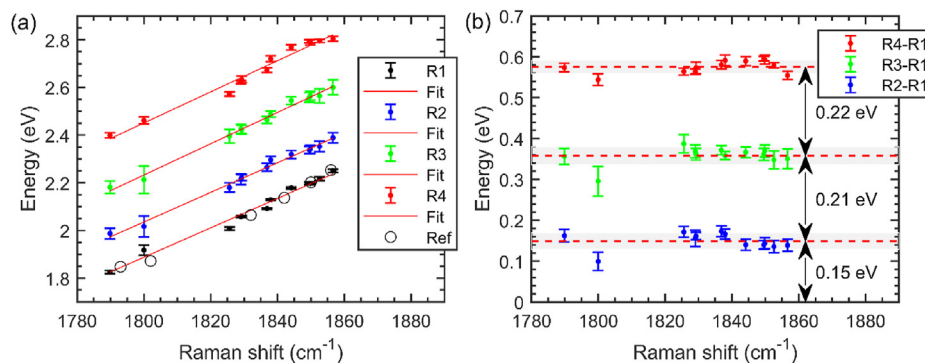 (a)
2.8
2.6
2.4
2.2
2
1.8
Energy (eV)
1780 1800 1820 1840 1860 1880
Raman shift (cm-1)
R1
Fit
R2
Fit
R3
Fit
R4
Fit
Ref
(b)
0.7
0.6
0.5
0.4
0.3
0.2
0.1
0
Energy (eV)
1780 1800 1820 1840 1860 1880
Raman shift (cm-1)
R4-R1
R3-R1
R2-R1
0.22 eV
0.21 eV
0.15 eV